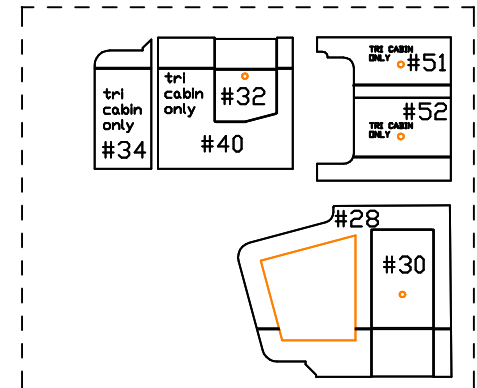 tri
cabin
only
#34
tri
cabin
only
#32
#40
TRI CABIN
ONLY
#51
#52
TRI CABIN
ONLY
#28
#30